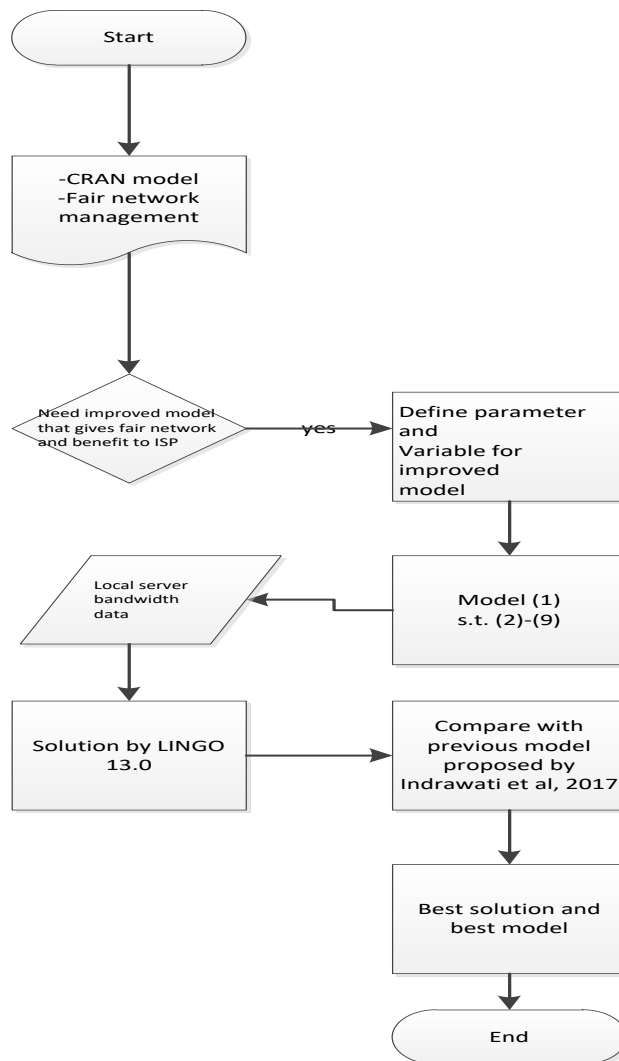 Start
-CRAN model
-Fair network
management
Need improved model
that gives fair network
and benefit to ISP
yes
Define parameter
and
Variable for
improved
model
Model (1)
s.t. (2)-(9)
Local server
bandwidth
data
Solution by LINGO
13.0
Compare with
previous model
proposed by
Indrawati et al, 2017
Best solution and
best model
End